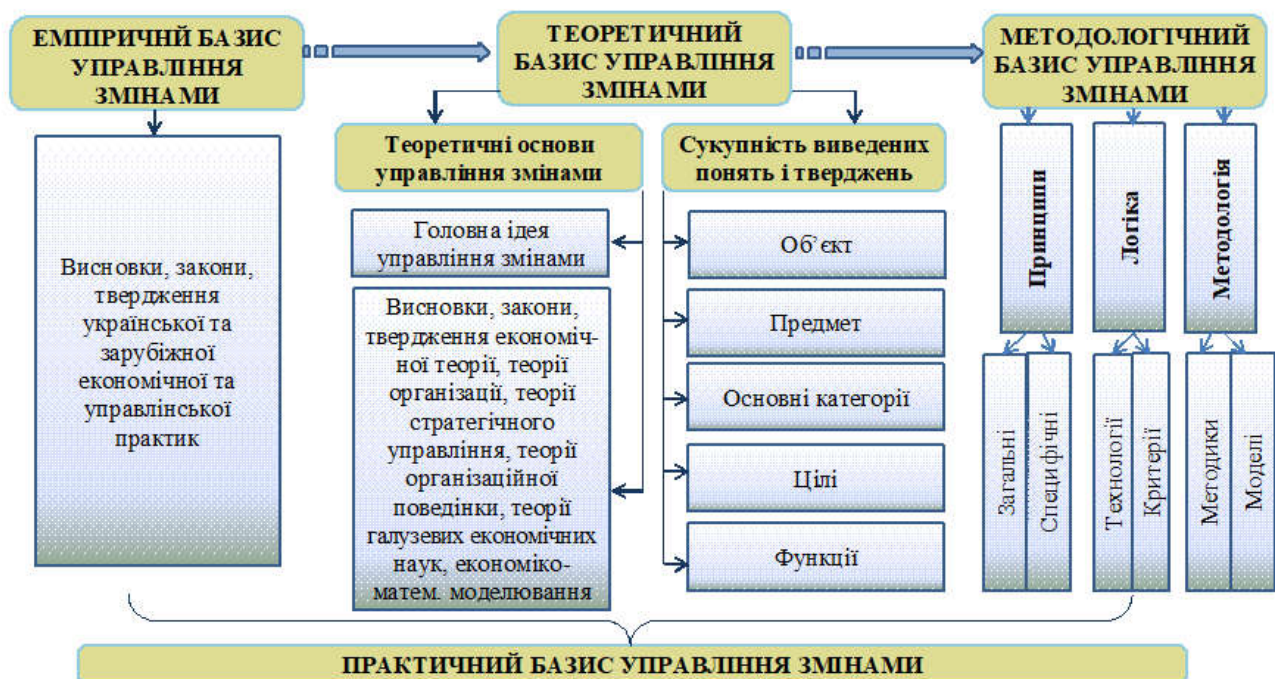 ЕМПІРИЧНЙ БАЗИС
УПРАВЛІННЯ
ЗМІНАМИ
ТЕОРЕТИЧНИЙ
БАЗИС УПРАВЛІННЯ
ЗМІНАМИ
МЕТОДОЛОГІЧНИЙ
БАЗИС УПРАВЛІННЯ
ЗМІНАМИ
Висновки, закони,
твердження
української та
зарубіжної
економічної та
управлінської
практик
Теоретичні основи
управління змінами
Головна ідея
управління змінами
Висновки, закони,
твердження економіч-
ної теорії, теорії
організації, теорії
стратегічного
управління, теорії
організаційної
поведінки, теорії
галузевих економічних
наук, економіко-
матем. моделювання
Сукупність виведених
понять і тверджень
Об’єкт
Предмет
Основні категорії
Цілі
Функції
Принципи
Логіка
Методологія
Загальні
Специфічні
Технології
Критерії
Методики
Моделі
ПРАКТИЧНИЙ БАЗИС УПРАВЛІННЯ ЗМІНАМИ